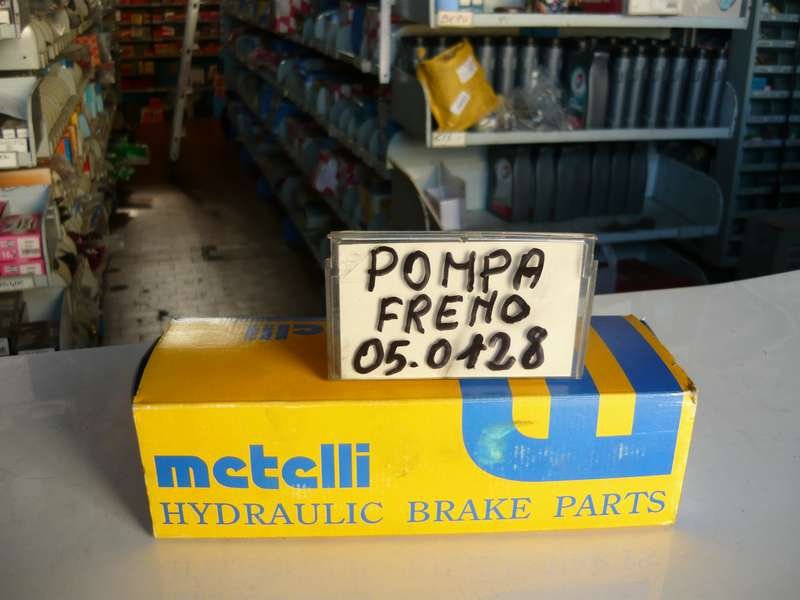 POMPA
FRENO
05.0128
metelli
HYDRAULIC BRAKE PARTS